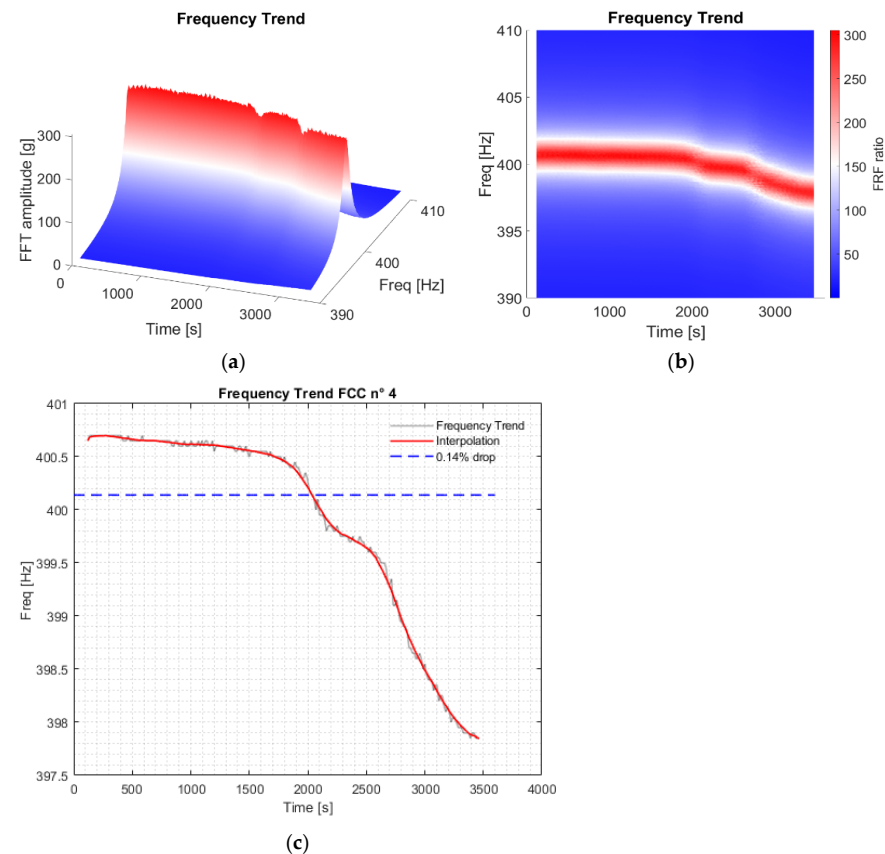 Frequency Trend
FFT amplitude [g]
300
200
100
0
0
1000
2000
3000
Time [s]
390
400
410
Freq [Hz]
(a)
Frequency Trend
410
405
400
395
390
Freq [Hz]
0
1000
2000
3000
Time [s]
300
250
200
150
100
50
FRF ratio
(b)
Frequency Trend FCC n° 4
401
400.5
400
399.5
399
398.5
398
397.5
Freq [Hz]
Frequency Trend
Interpolation
0.14% drop
0
500
1000
1500
2000
2500
3000
3500
4000
Time [s]
(c)